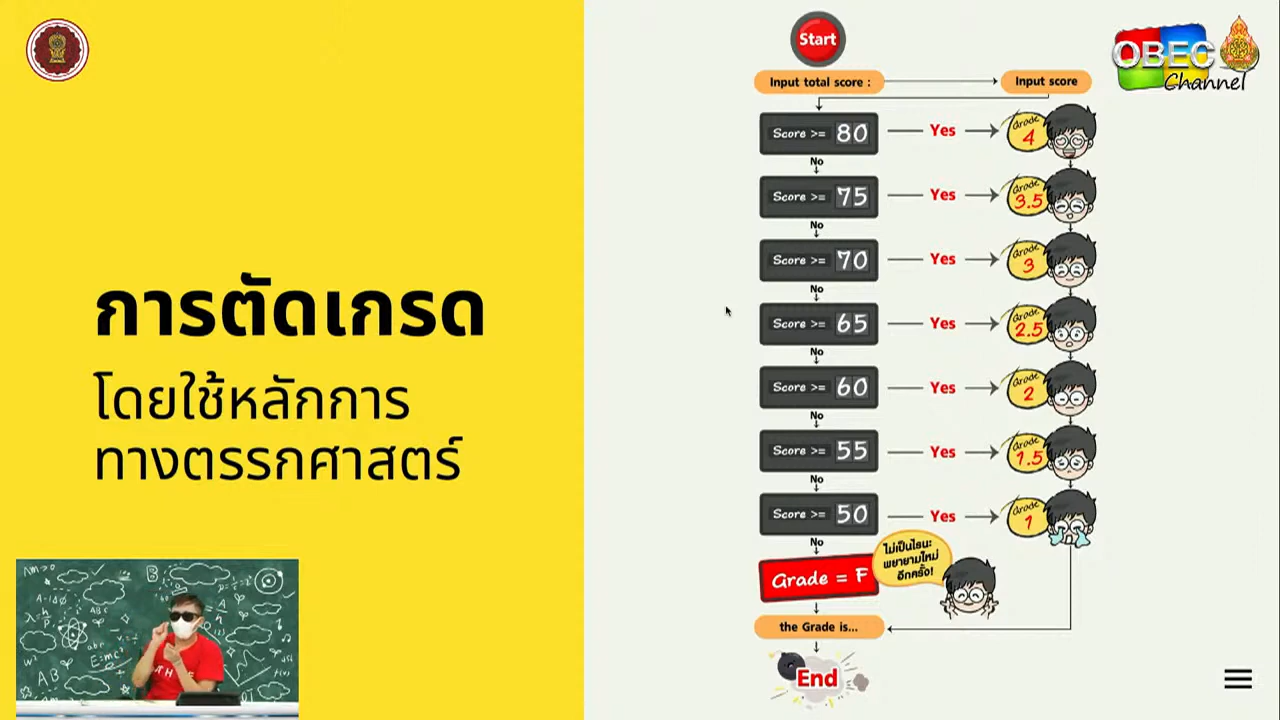 การตัดเกรด
โดยใช้หลักการ
ทางตรรกศาสตร์
OBEC
Channel
Start
Input total score :
Input score
Score >= 80
Yes
Grade 4
No
Score >= 75
Yes
Grade 3.5
No
Score >= 70
Yes
Grade 3
No
Score >= 65
Yes
Grade 2.5
No
Score >= 60
Yes
Grade 2
No
Score >= 55
Yes
Grade 1.5
No
Score >= 50
Yes
Grade 1
No
Grade = F
ไม่เป็นไรนะ
พยายามใหม่
อีกครั้ง!
the Grade is...
End
ABC
E=mc²
AB